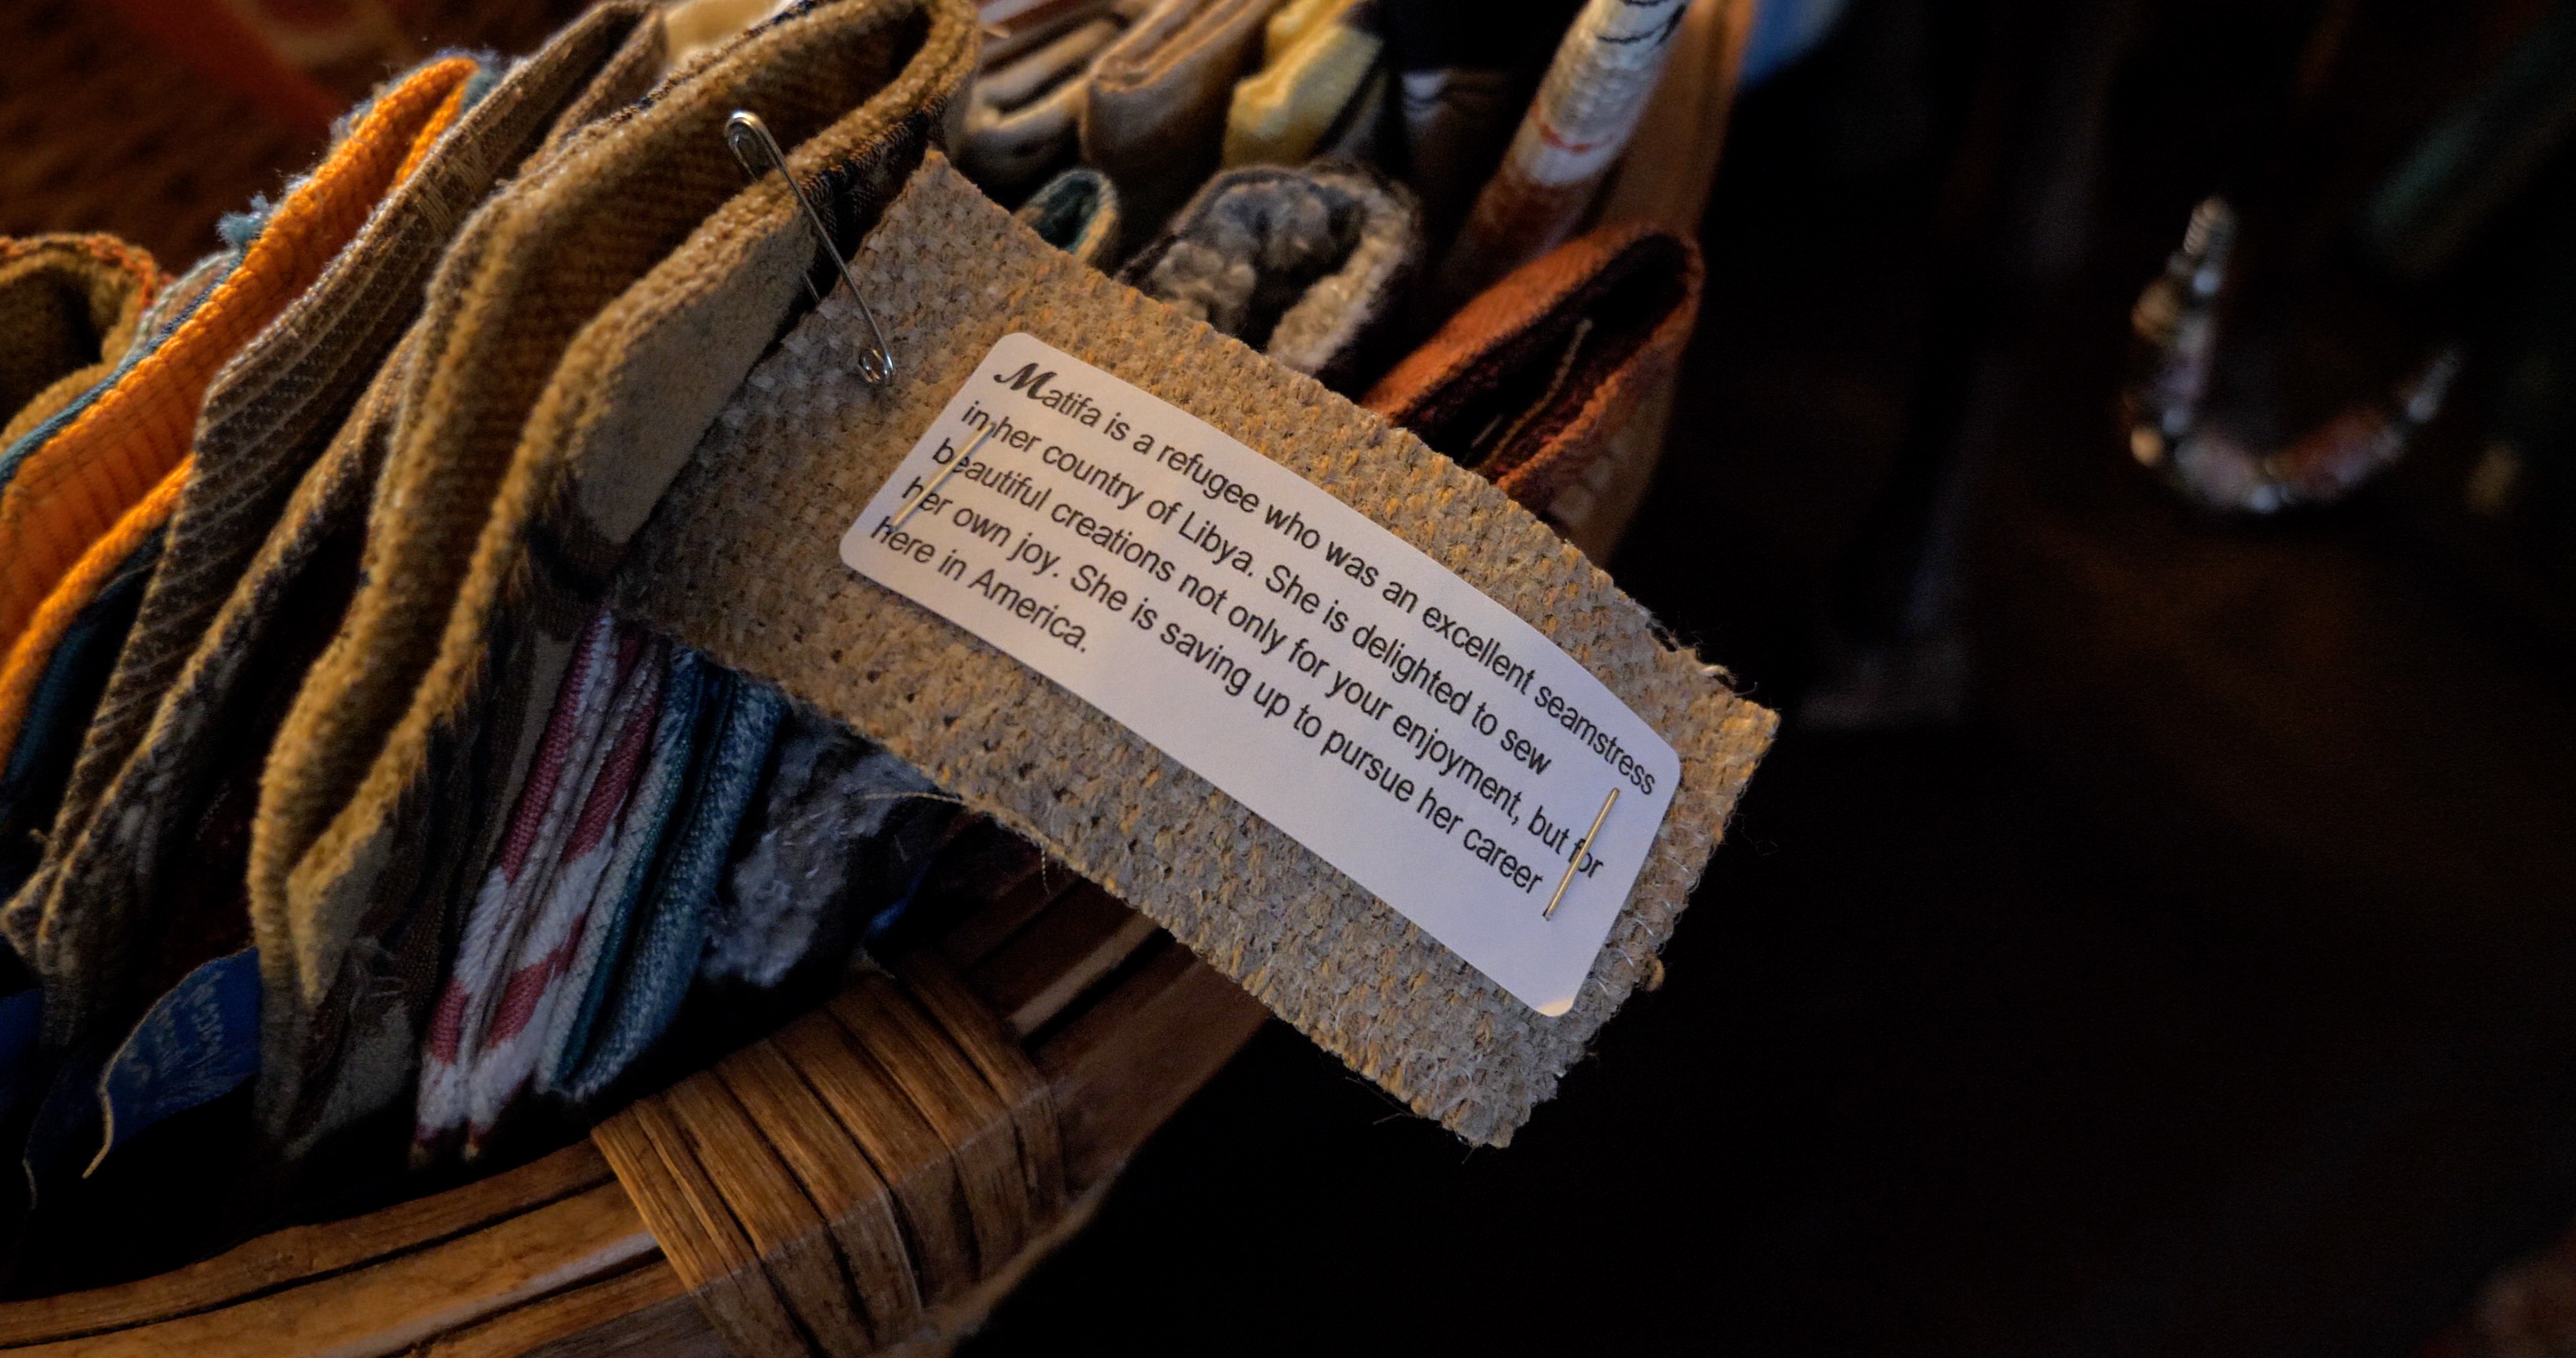 Matifa is a refugee who was an excellent seamstress
in her country of Libya. She is delighted to sew
beautiful creations not only for your enjoyment, but for
her own joy. She is saving up to pursue her career
here in America.